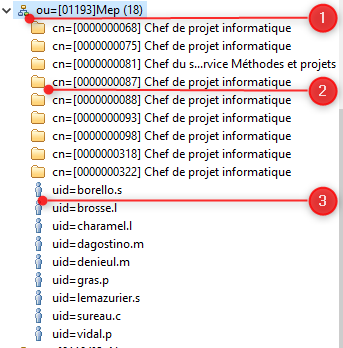 ou=[01193]Mep (18)
1
cn=[0000000068] Chef de projet informatique
cn=[0000000075] Chef de projet informatique
cn=[0000000081] Chef du s...rvice Méthodes et projets
cn=[0000000087] Chef de projet informatique
2
cn=[0000000088] Chef de projet informatique
cn=[0000000093] Chef de projet informatique
cn=[0000000098] Chef de projet informatique
cn=[0000000318] Chef de projet informatique
cn=[0000000322] Chef de projet informatique
uid=borello.s
3
uid=brosse.l
uid=charamel.l
uid=dagostino.m
uid=denieul.m
uid=gras.p
uid=lemazurier.s
uid=sureau.c
uid=vidal.p